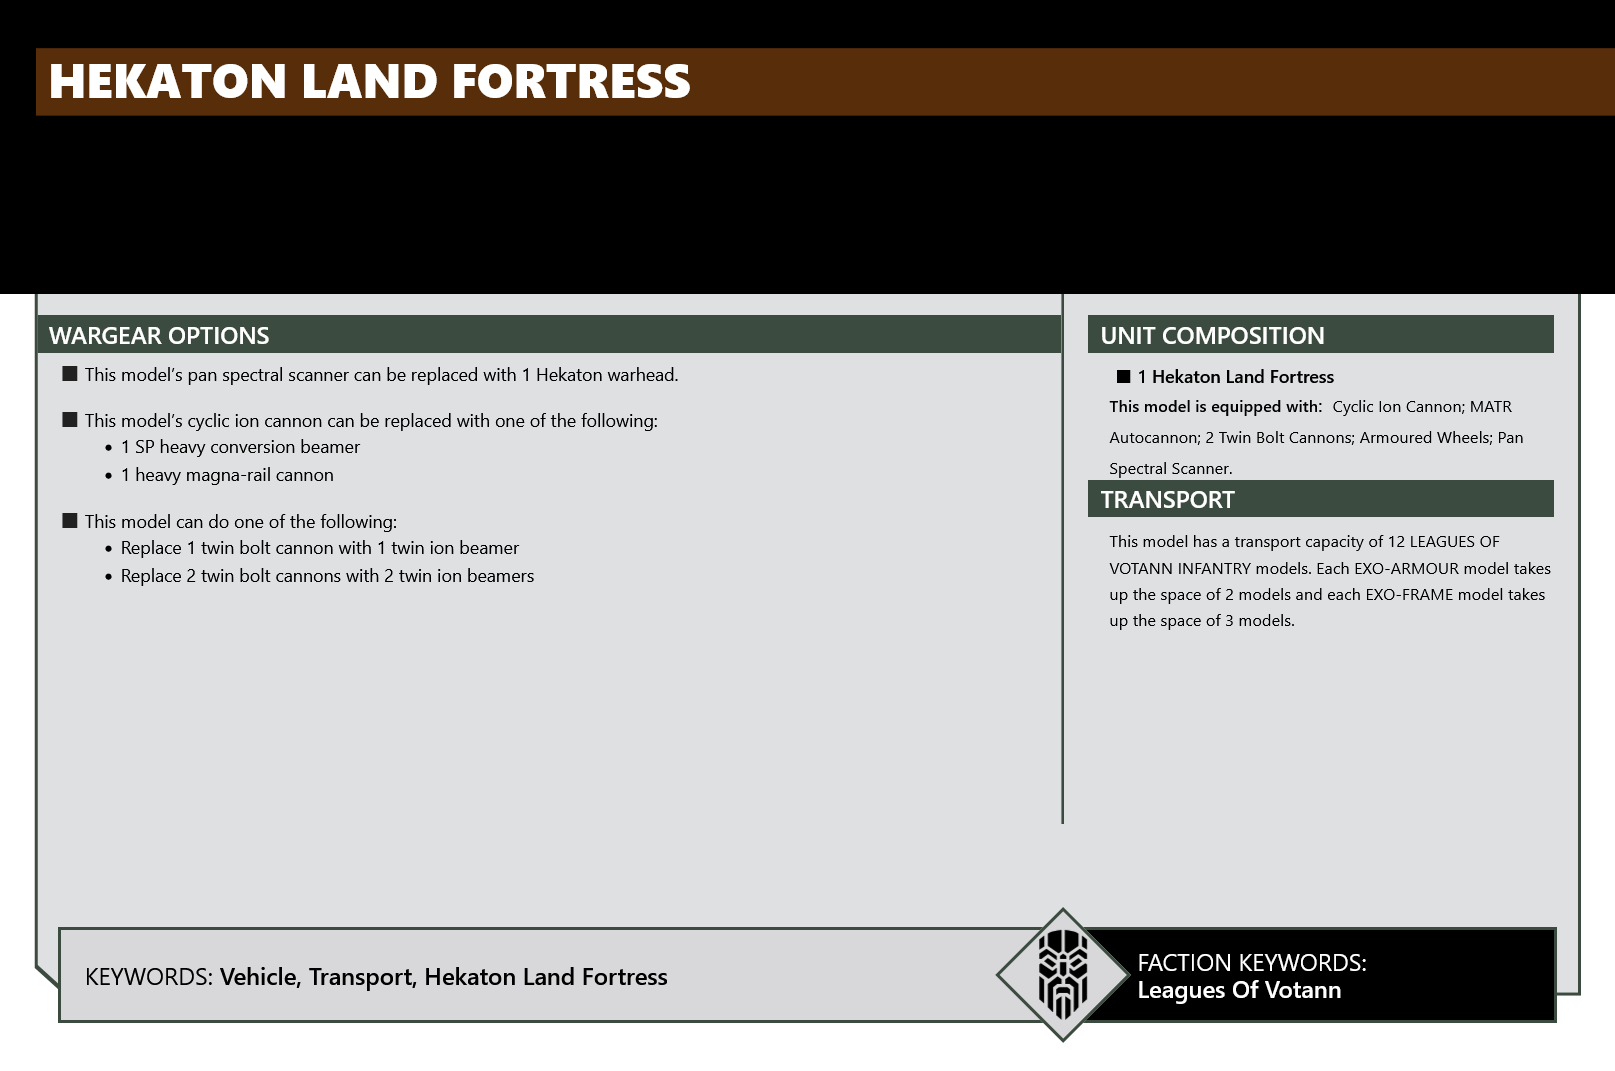 HEKATON LAND FORTRESS
WARGEAR OPTIONS
■ This model’s pan spectral scanner can be replaced with 1 Hekaton warhead.
■ This model’s cyclic ion cannon can be replaced with one of the following:
• 1 SP heavy conversion beamer
• 1 heavy magna-rail cannon
■ This model can do one of the following:
• Replace 1 twin bolt cannon with 1 twin ion beamer
• Replace 2 twin bolt cannons with 2 twin ion beamers
UNIT COMPOSITION
■ 1 Hekaton Land Fortress
This model is equipped with: Cyclic Ion Cannon; MATR
Autocannon; 2 Twin Bolt Cannons; Armoured Wheels; Pan
Spectral Scanner.
TRANSPORT
This model has a transport capacity of 12 LEAGUES OF
VOTANN INFANTRY models. Each EXO-ARMOUR model takes
up the space of 2 models and each EXO-FRAME model takes
up the space of 3 models.
KEYWORDS: Vehicle, Transport, Hekaton Land Fortress
FACTION KEYWORDS:
Leagues Of Votann